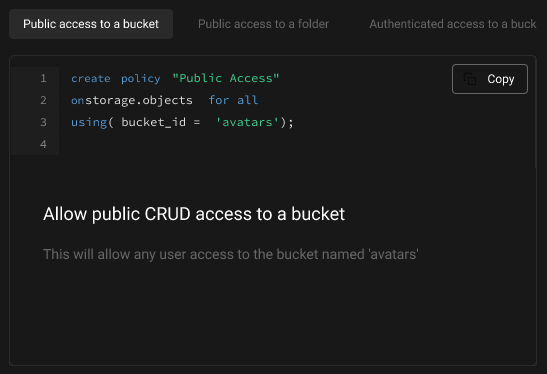 Public access to a bucket Public access to a folder Authenticated access to a buck
Copy
1 create policy "Public Access"
2 onstorage.objects for all
3 using( bucket_id = 'avatars');
4
Allow public CRUD access to a bucket
This will allow any user access to the bucket named 'avatars'